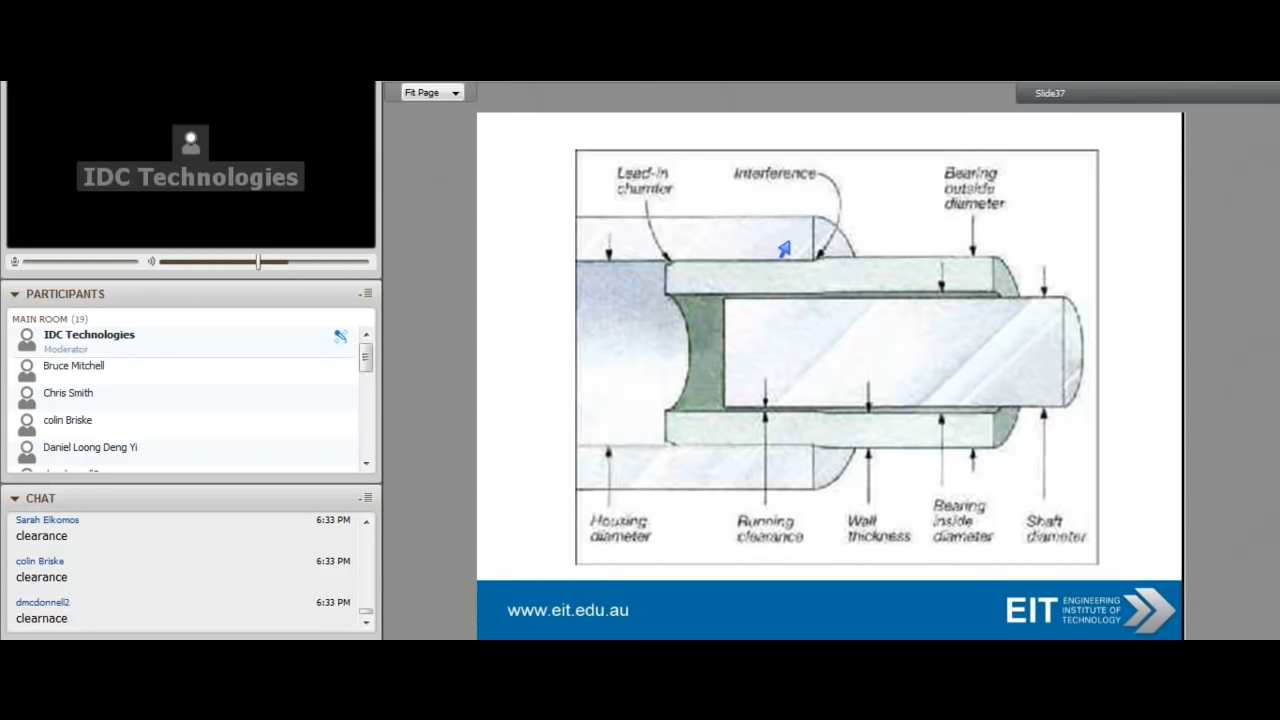 Fit Page
Slide37
IDC Technologies
PARTICIPANTS
MAIN ROOM (19)
IDC Technologies
Moderator
Bruce Mitchell
Chris Smith
colin Briske
Daniel Loong Deng Yi
CHAT
Sarah Elkomos 6:33 PM
clearance
colin Briske 6:33 PM
clearance
dmcdonnell2 6:33 PM
clearnace
Lead-in
chamfer
Interference
Bearing
outside
diameter
Housing
diameter
Running
clearance
Wall
thickness
Bearing
inside
diameter
Shaft
diameter
www.eit.edu.au
EIT
ENGINEERING
INSTITUTE OF
TECHNOLOGY